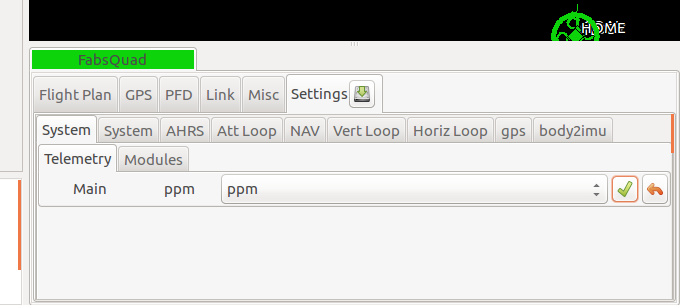 HOME
FabsQuad
Flight Plan GPS PFD Link Misc Settings
System System AHRS Att Loop NAV Vert Loop Horiz Loop gps body2imu
Telemetry Modules
Main ppm ppm